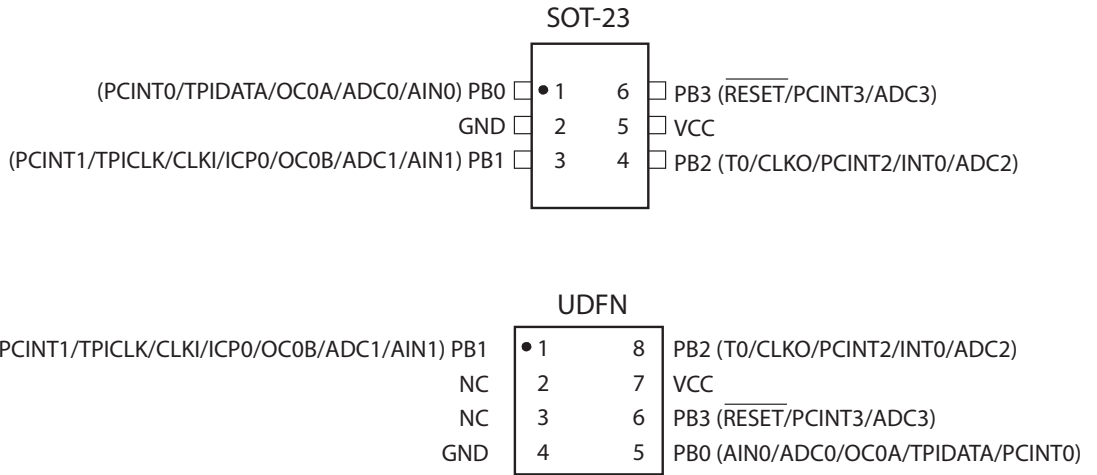 SOT-23
(PCINT0/TPIDATA/OC0A/ADC0/AIN0) PB0 1 6 PB3 (RESET/PCINT3/ADC3)
GND 2 5 VCC
(PCINT1/TPICLK/CLKI/ICP0/OC0B/ADC1/AIN1) PB1 3 4 PB2 (T0/CLKO/PCINT2/INT0/ADC2)
UDFN
PCINT1/TPICLK/CLKI/ICP0/OC0B/ADC1/AIN1) PB1 1 8 PB2 (T0/CLKO/PCINT2/INT0/ADC2)
NC 2 7 VCC
NC 3 6 PB3 (RESET/PCINT3/ADC3)
GND 4 5 PB0 (AIN0/ADC0/OC0A/TPIDATA/PCINT0)